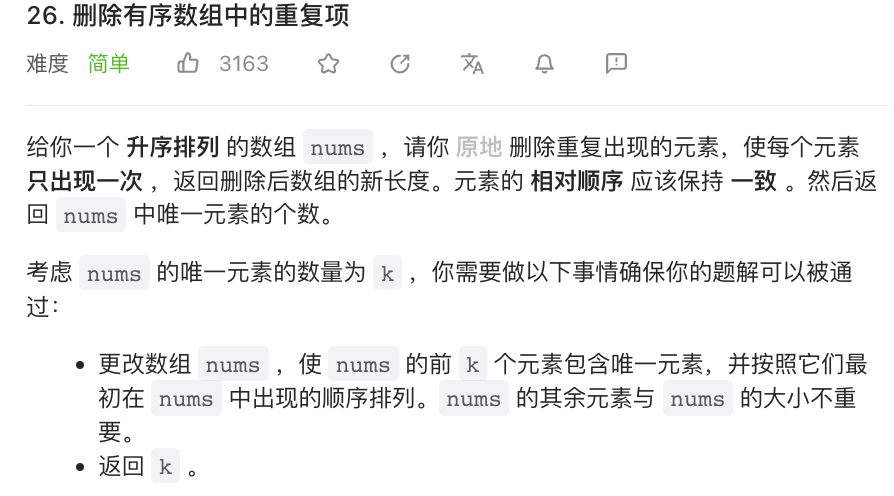 26. 删除有序数组中的重复项
难度 简单 3163
给你一个 升序排列 的数组 nums ，请你 原地 删除重复出现的元素，使每个元素
只出现一次 ，返回删除后数组的新长度。元素的 相对顺序 应该保持 一致 。然后返
回 nums 中唯一元素的个数。
考虑 nums 的唯一元素的数量为 k ，你需要做以下事情确保你的题解可以被通
过：
• 更改数组 nums ，使 nums 的前 k 个元素包含唯一元素，并按照它们最
初在 nums 中出现的顺序排列。nums 的其余元素与 nums 的大小不重
要。
• 返回 k 。